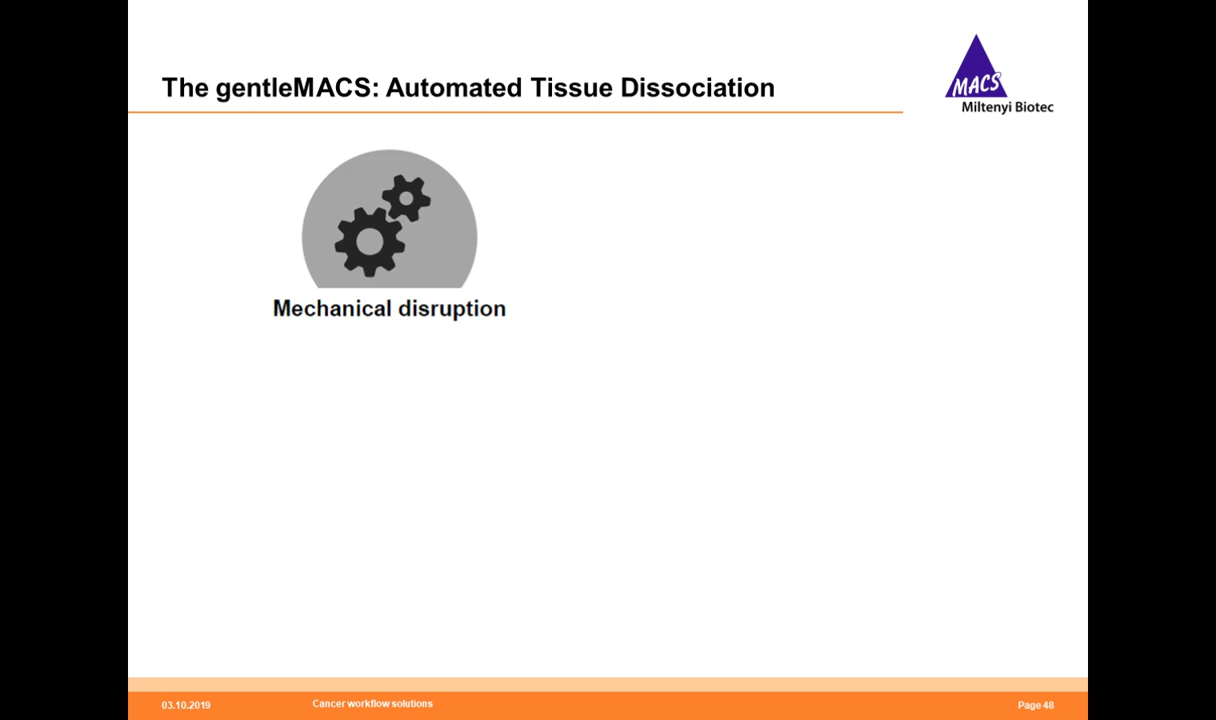 The gentleMACS: Automated Tissue Dissociation
MACS
Miltenyi Biotec
Mechanical disruption
03.10.2019
Cancer workflow solutions
Page 48